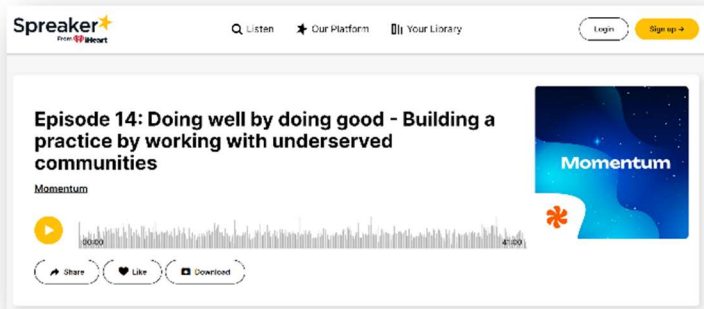 Spreaker
From iHeart
Listen
Our Platform
Your Library
Login
Sign up →
Episode 14: Doing well by doing good - Building a
practice by working with underserved
communities
Momentum
Momentum
00:00
41:00
Share
Like
Download